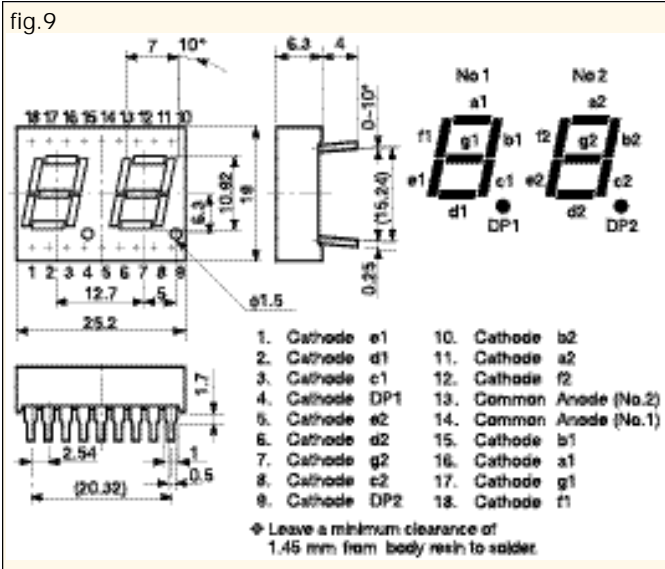 fig.9
7 10°
6.3 4
No 1 No 2
a1 a2
f1 g1 b1 f2 g2 b2
e1 c1 e2 c2
d1 DP1 d2 DP2
0-10°
18 17 16 15 14 13 12 11 10
6.3 10.92 19
(15.24)
0.25
1 2 3 4 5 6 7 8 9
12.7 5
ø1.5
25.2
1. Cathode e1
2. Cathode d1
3. Cathode c1
4. Cathode DP1
5. Cathode e2
6. Cathode d2
7. Cathode g2
8. Cathode c2
9. Cathode DP2
10. Cathode b2
11. Cathode a2
12. Cathode f2
13. Common Anode (No.2)
14. Common Anode (No.1)
15. Cathode b1
16. Cathode a1
17. Cathode g1
18. Cathode f1
1.7
2.54 1
0.5
(20.32)
Leave a minimum clearance of
1.45 mm from body resin to solder.